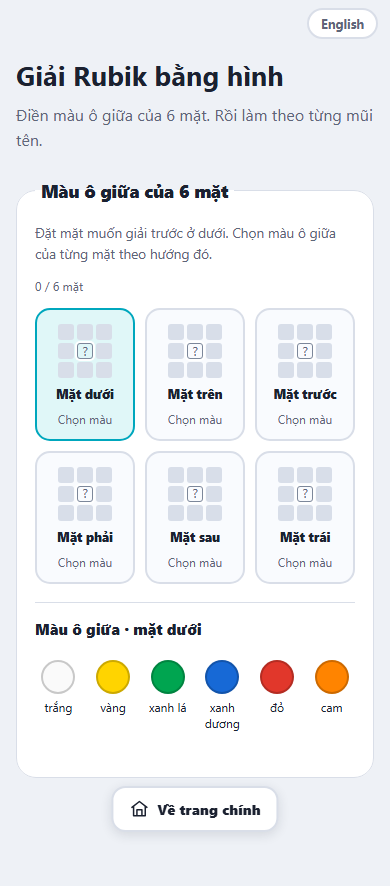 English
Giải Rubik bằng hình
Điền màu ô giữa của 6 mặt. Rồi làm theo từng mũi
tên.
Màu ô giữa của 6 mặt
Đặt mặt muốn giải trước ở dưới. Chọn màu ô giữa
của từng mặt theo hướng đó.
0 / 6 mặt
? ? ?
Mặt dưới Mặt trên Mặt trước
Chọn màu Chọn màu Chọn màu
? ? ?
Mặt phải Mặt sau Mặt trái
Chọn màu Chọn màu Chọn màu
Màu ô giữa · mặt dưới
trắng vàng xanh lá xanh dương đỏ cam
Về trang chính